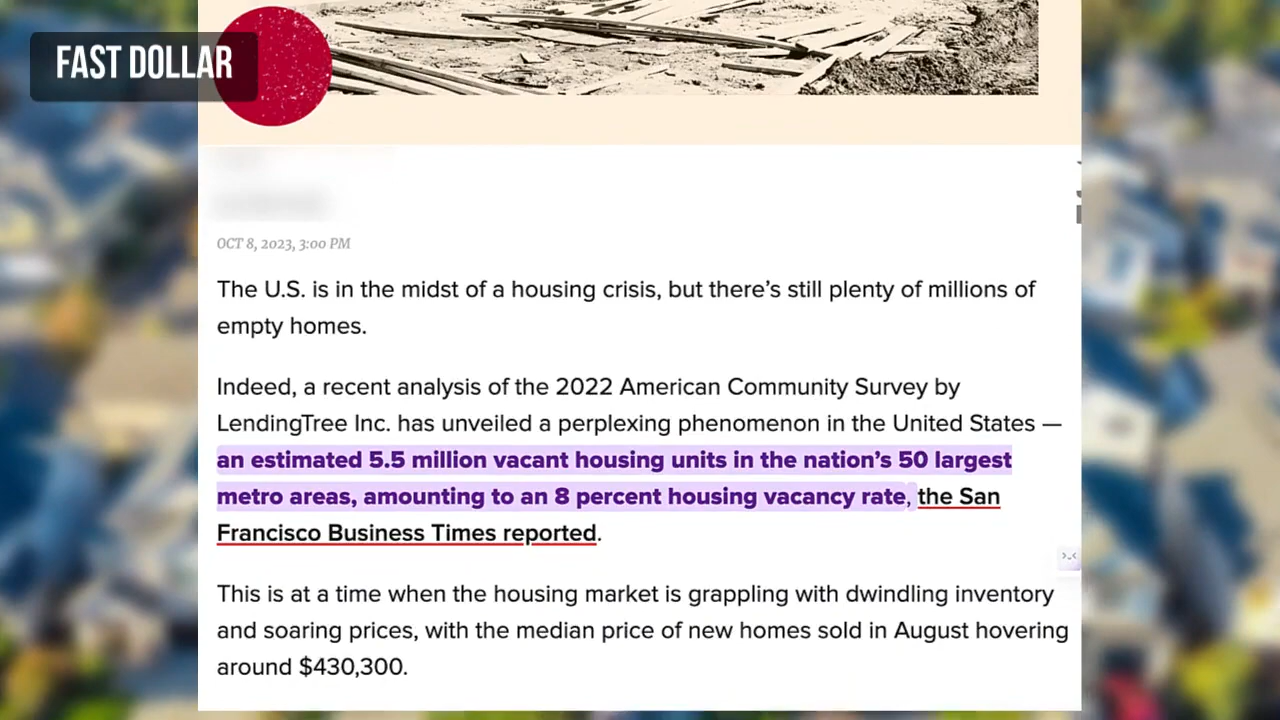 FAST DOLLAR
OCT 8, 2023, 3:00 PM
The U.S. is in the midst of a housing crisis, but there’s still plenty of millions of
empty homes.
Indeed, a recent analysis of the 2022 American Community Survey by
LendingTree Inc. has unveiled a perplexing phenomenon in the United States —
an estimated 5.5 million vacant housing units in the nation’s 50 largest
metro areas, amounting to an 8 percent housing vacancy rate, the San
Francisco Business Times reported.
This is at a time when the housing market is grappling with dwindling inventory
and soaring prices, with the median price of new homes sold in August hovering
around $430,300.